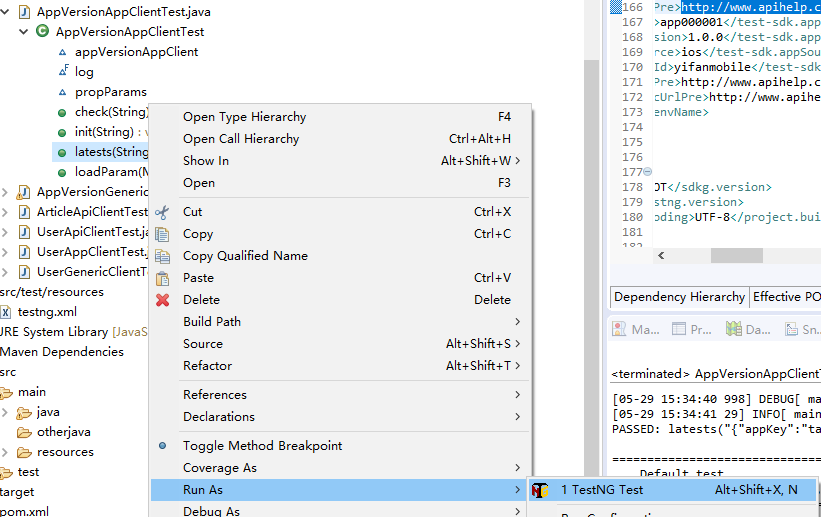 AppVersionAppClientTest.java
AppVersionAppClientTest
appVersionAppClient
log
propParams
check(String)
init(String) : v
latests(String
loadParam(M
AppVersionGeneric
ArticleApiClientTest
UserApiClientTest.ja
UserAppClientTest.
UserGenericClientTe
src/test/resources
testng.xml
JRE System Library [JavaS
Maven Dependencies
src
main
java
otherjava
resources
test
target
pom.xml
Open Type Hierarchy F4
Open Call Hierarchy Ctrl+Alt+H
Show In Alt+Shift+W >
Open F3
Cut Ctrl+X
Copy Ctrl+C
Copy Qualified Name
Paste Ctrl+V
Delete Delete
Build Path >
Source Alt+Shift+S >
Refactor Alt+Shift+T >
References >
Declarations >
Toggle Method Breakpoint
Coverage As >
Run As >
Debug As >
1 TestNG Test Alt+Shift+X, N
166 Pre>http://www.apihelp.c
167 >app000001</test-sdk.app
168 sion>1.0.0</test-sdk.app
169 rce>ios</test-sdk.appSou
170 Id>yifanmobile</test-sdk
171 Pre>http://www.apihelp.c
172 cUrlPre>http://www.apihe
173 envName>
174
175
176
177
178 OT</sdkg.version>
179 stng.version>
180 oding>UTF-8</project.bui
181
182
Dependency Hierarchy Effective PO
Ma... Pr... Da... Sn...
<terminated> AppVersionAppClientT
[05-29 15:34:40 998] DEBUG[ ma
[05-29 15:34:41 29] INFO[ main
PASSED: latests("{"appKey":"ta
===============================
Default test